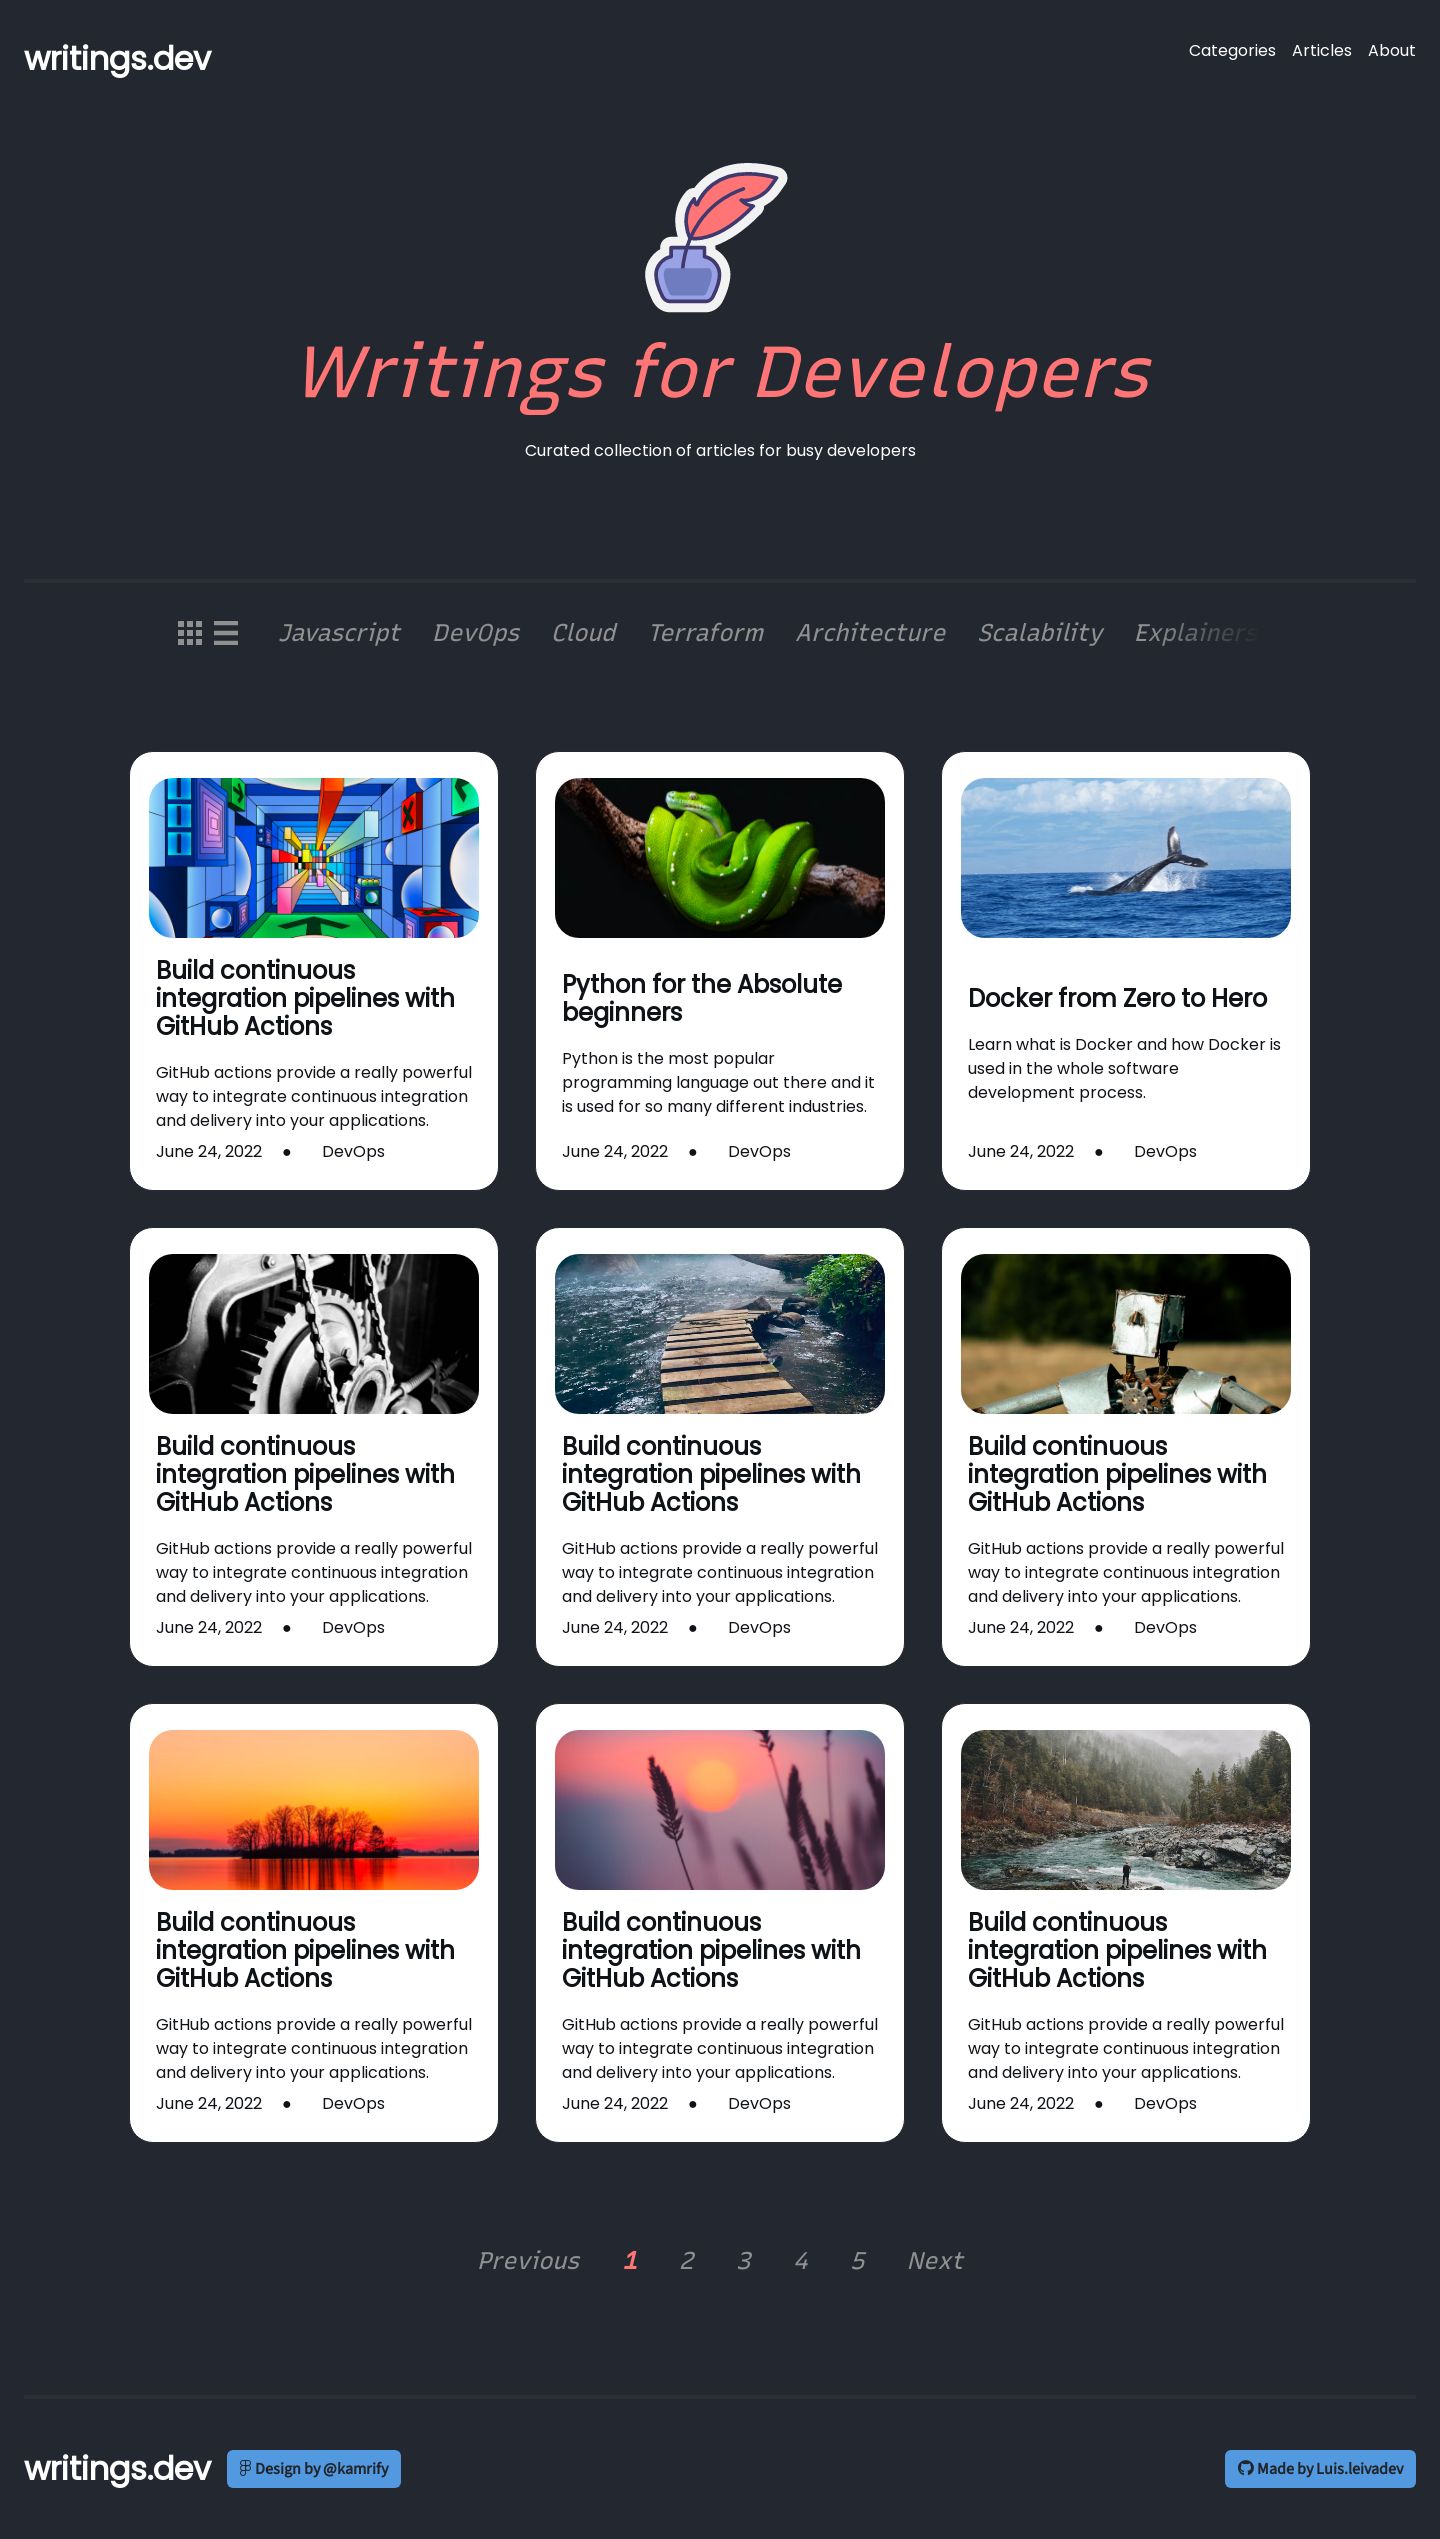 writings.dev
Categories Articles About
Writings for Developers
Curated collection of articles for busy developers
Javascript DevOps Cloud Terraform Architecture Scalability Explainers
Build continuous
integration pipelines with
GitHub Actions
GitHub actions provide a really powerful
way to integrate continuous integration
and delivery into your applications.
June 24, 2022 • DevOps
Python for the Absolute
beginners
Python is the most popular
programming language out there and it
is used for so many different industries.
June 24, 2022 • DevOps
Docker from Zero to Hero
Learn what is Docker and how Docker is
used in the whole software
development process.
June 24, 2022 • DevOps
Build continuous
integration pipelines with
GitHub Actions
GitHub actions provide a really powerful
way to integrate continuous integration
and delivery into your applications.
June 24, 2022 • DevOps
Build continuous
integration pipelines with
GitHub Actions
GitHub actions provide a really powerful
way to integrate continuous integration
and delivery into your applications.
June 24, 2022 • DevOps
Build continuous
integration pipelines with
GitHub Actions
GitHub actions provide a really powerful
way to integrate continuous integration
and delivery into your applications.
June 24, 2022 • DevOps
Build continuous
integration pipelines with
GitHub Actions
GitHub actions provide a really powerful
way to integrate continuous integration
and delivery into your applications.
June 24, 2022 • DevOps
Build continuous
integration pipelines with
GitHub Actions
GitHub actions provide a really powerful
way to integrate continuous integration
and delivery into your applications.
June 24, 2022 • DevOps
Build continuous
integration pipelines with
GitHub Actions
GitHub actions provide a really powerful
way to integrate continuous integration
and delivery into your applications.
June 24, 2022 • DevOps
Previous 1 2 3 4 5 Next
writings.dev
Design by @kamrify
Made by Luis.leivadev